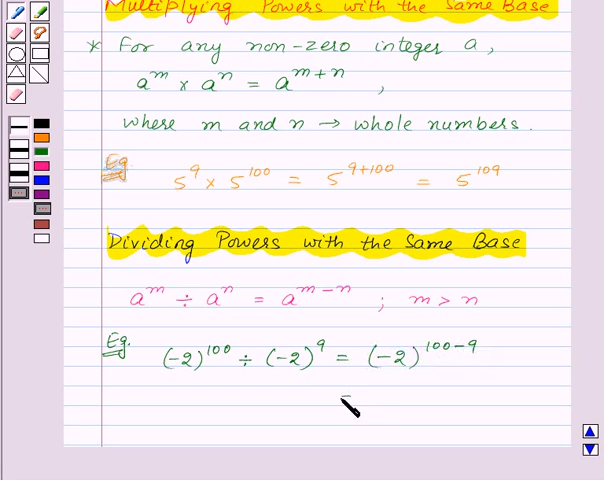 Multiplying Powers with the Same Base
* For any non-zero integer a,
a^m × a^n = a^{m+n} ,
where m and n → whole numbers.
Eg. 5^9 × 5^100 = 5^{9+100} = 5^109
Dividing Powers with the Same Base
a^m ÷ a^n = a^{m-n} ; m > n
Eg. (-2)^100 ÷ (-2)^9 = (-2)^{100-9}
=